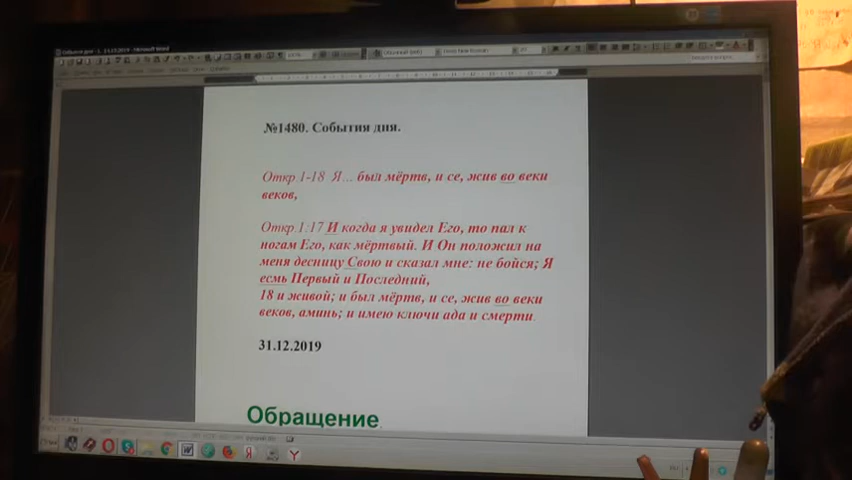 №1480. События дня.
Откр.1-18 Я... был мёртв, и се, жив во веки
веков,
Откр.1:17 И когда я увидел Его, то пал к
ногам Его, как мёртвый. И Он положил на
меня десницу Свою и сказал мне: не бойся; Я
есмь Первый и Последний,
18 и живой; и был мёртв, и се, жив во веки
веков, аминь; и имею ключи ада и смерти.
31.12.2019
Обращение